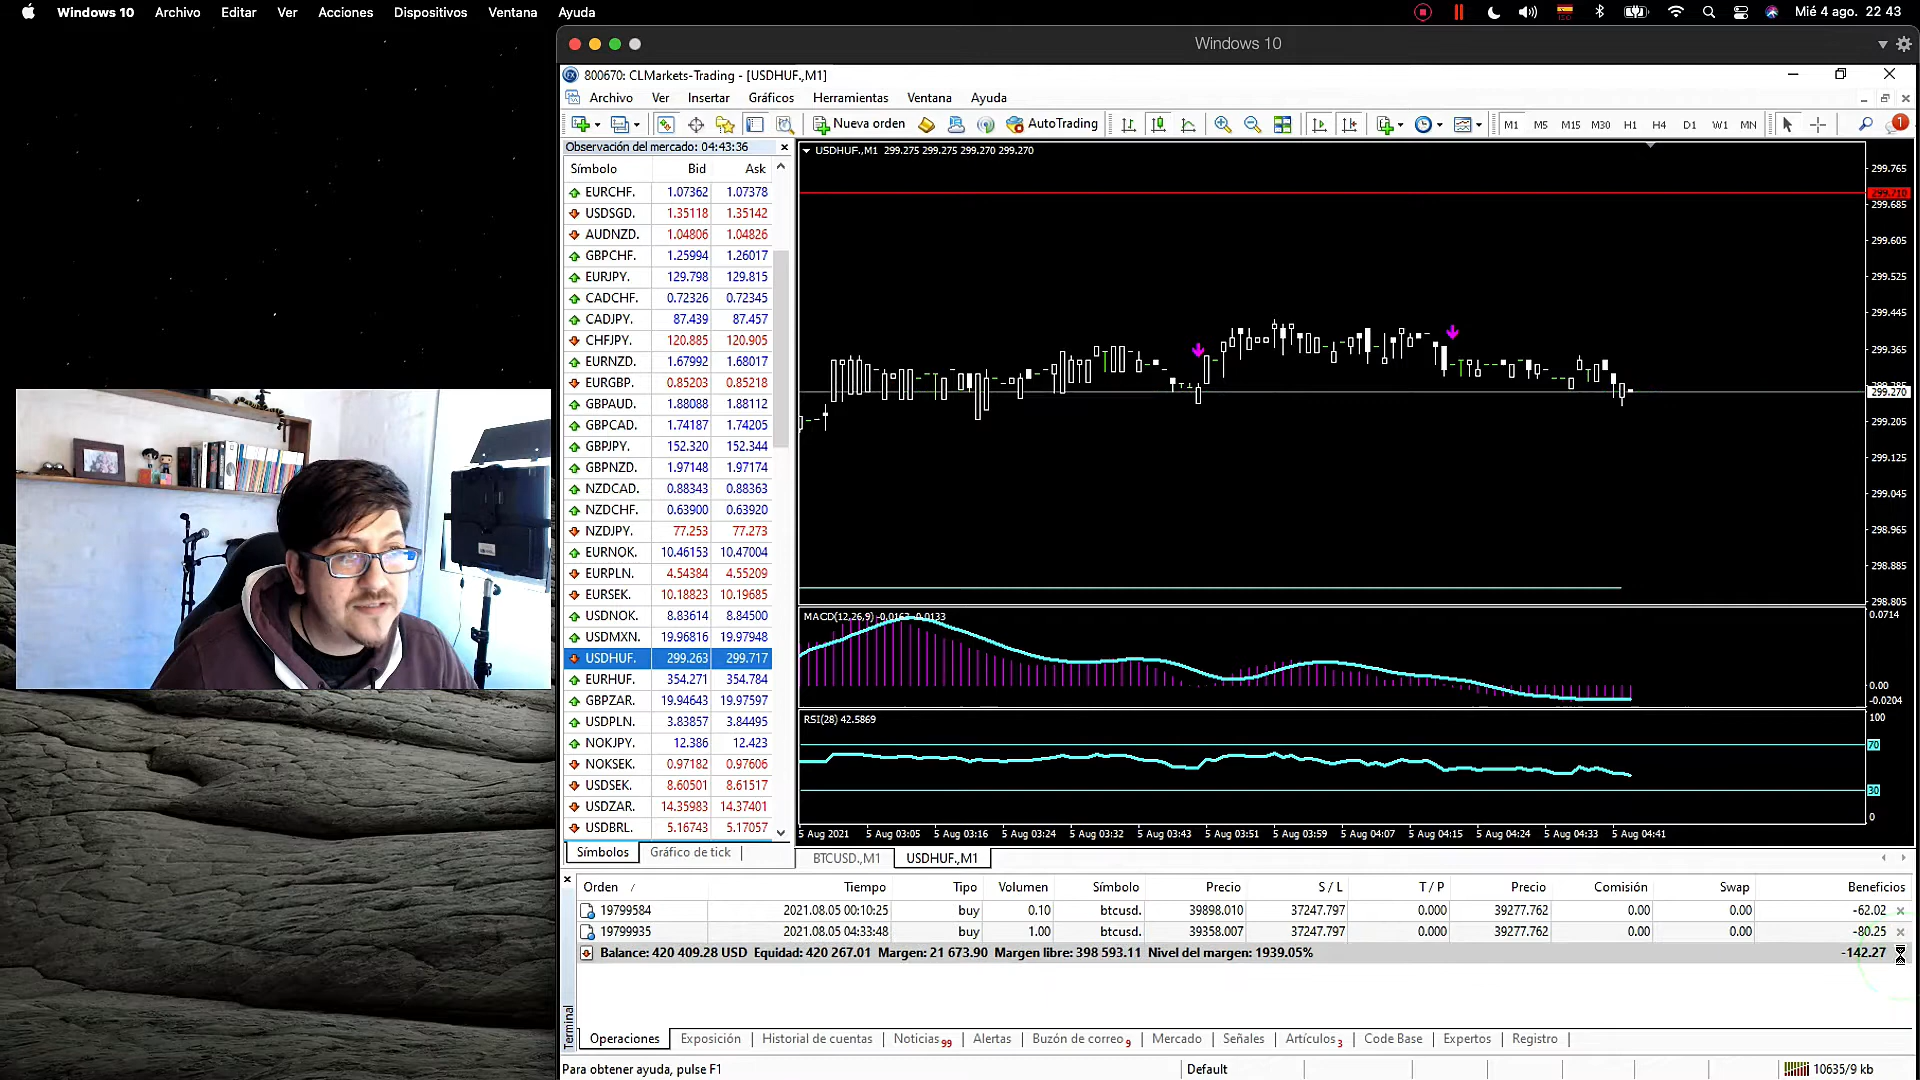 Windows 10 Archivo Editar Ver Acciones Dispositivos Ventana Ayuda Mié 4 ago. 22 43
Windows 10
800670: CLMarkets-Trading - [USDHUF.,M1]
Archivo Ver Insertar Gráficos Herramientas Ventana Ayuda
Nueva orden AutoTrading M1 M5 M15 M30 H1 H4 D1 W1 MN 1
Observación del mercado: 04:43:36
Símbolo Bid Ask
EURCHF. 1.07362 1.07378
USDSGD. 1.35118 1.35142
AUDNZD. 1.04806 1.04826
GBPCHF. 1.25994 1.26017
EURJPY. 129.798 129.815
CADCHF. 0.72326 0.72345
CADJPY. 87.439 87.457
CHFJPY. 120.885 120.905
EURNZD. 1.67992 1.68017
EURGBP. 0.85203 0.85218
GBPAUD. 1.88088 1.88112
GBPCAD. 1.74187 1.74205
GBPJPY. 152.320 152.344
GBPNZD. 1.97148 1.97174
NZDCAD. 0.88343 0.88363
NZDCHF. 0.63900 0.63920
NZDJPY. 77.253 77.273
EURNOK. 10.46153 10.47004
EURPLN. 4.54384 4.55209
EURSEK. 10.18823 10.19685
USDNOK. 8.83614 8.84500
USDMXN. 19.96816 19.97948
USDHUF. 299.263 299.717
EURHUF. 354.271 354.784
GBPZAR. 19.94643 19.97597
USDPLN. 3.83857 3.84495
NOKJPY. 12.386 12.423
NOKSEK. 0.97182 0.97606
USDSEK. 8.60501 8.61517
USDZAR. 14.35983 14.37401
USDBRL. 5.16743 5.17057
Símbolos Gráfico de tick
USDHUF.,M1 299.275 299.275 299.270 299.270
299.765
299.710
299.685
299.605
299.525
299.445
299.365
299.270
299.205
299.125
299.045
298.965
298.885
298.805
MACD(12,26,9) -0.0163 -0.0133
0.0714
0.00
-0.0204
RSI(28) 42.5869
100
70
30
0
5 Aug 2021 5 Aug 03:05 5 Aug 03:16 5 Aug 03:24 5 Aug 03:32 5 Aug 03:43 5 Aug 03:51 5 Aug 03:59 5 Aug 04:07 5 Aug 04:15 5 Aug 04:24 5 Aug 04:33 5 Aug 04:41
BTCUSD.,M1 USDHUF.,M1
Orden Tiempo Tipo Volumen Símbolo Precio S / L T / P Precio Comisión Swap Beneficios
19799584 2021.08.05 00:10:25 buy 0.10 btcusd. 39898.010 37247.797 0.000 39277.762 0.00 0.00 -62.02
19799935 2021.08.05 04:33:48 buy 1.00 btcusd. 39358.007 37247.797 0.000 39277.762 0.00 0.00 -80.25
Balance: 420 409.28 USD Equidad: 420 267.01 Margen: 21 673.90 Margen libre: 398 593.11 Nivel del margen: 1939.05% -142.27
Terminal
Operaciones Exposición Historial de cuentas Noticias 99 Alertas Buzón de correo 9 Mercado Señales Artículos 3 Code Base Expertos Registro
Para obtener ayuda, pulse F1 Default 10635/9 kb